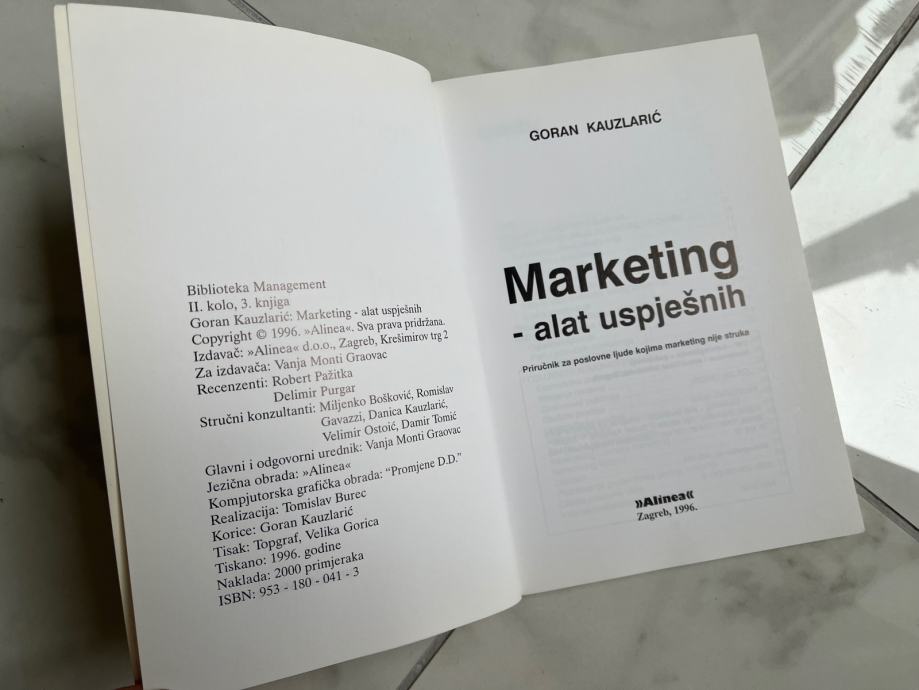 Biblioteka Management
II. kolo, 3. knjiga
Goran Kauzlarić: Marketing - alat uspješnih
Copyright © 1996. »Alinea«. Sva prava pridržana.
Izdavač: »Alinea« d.o.o., Zagreb, Krešimirov trg 2
Za izdavača: Vanja Monti Graovac
Recenzenti: Robert Pažitka
Delimir Purgar
Stručni konzultanti: Miljenko Bošković, Romislav
Gavazzi, Danica Kauzlarić,
Velimir Ostoić, Damir Tomić
Glavni i odgovorni urednik: Vanja Monti Graovac
Jezična obrada: »Alinea«
Kompjutorska grafička obrada: “Promjene D.D.”
Realizacija: Tomislav Burec
Korice: Goran Kauzlarić
Tisak: Topgraf, Velika Gorica
Tiskano: 1996. godine
Naklada: 2000 primjeraka
ISBN: 953 - 180 - 041 - 3
GORAN KAUZLARIĆ
Marketing
- alat uspješnih
Priručnik za poslovne ljude kojima marketing nije struka
»Alinea«
Zagreb, 1996.